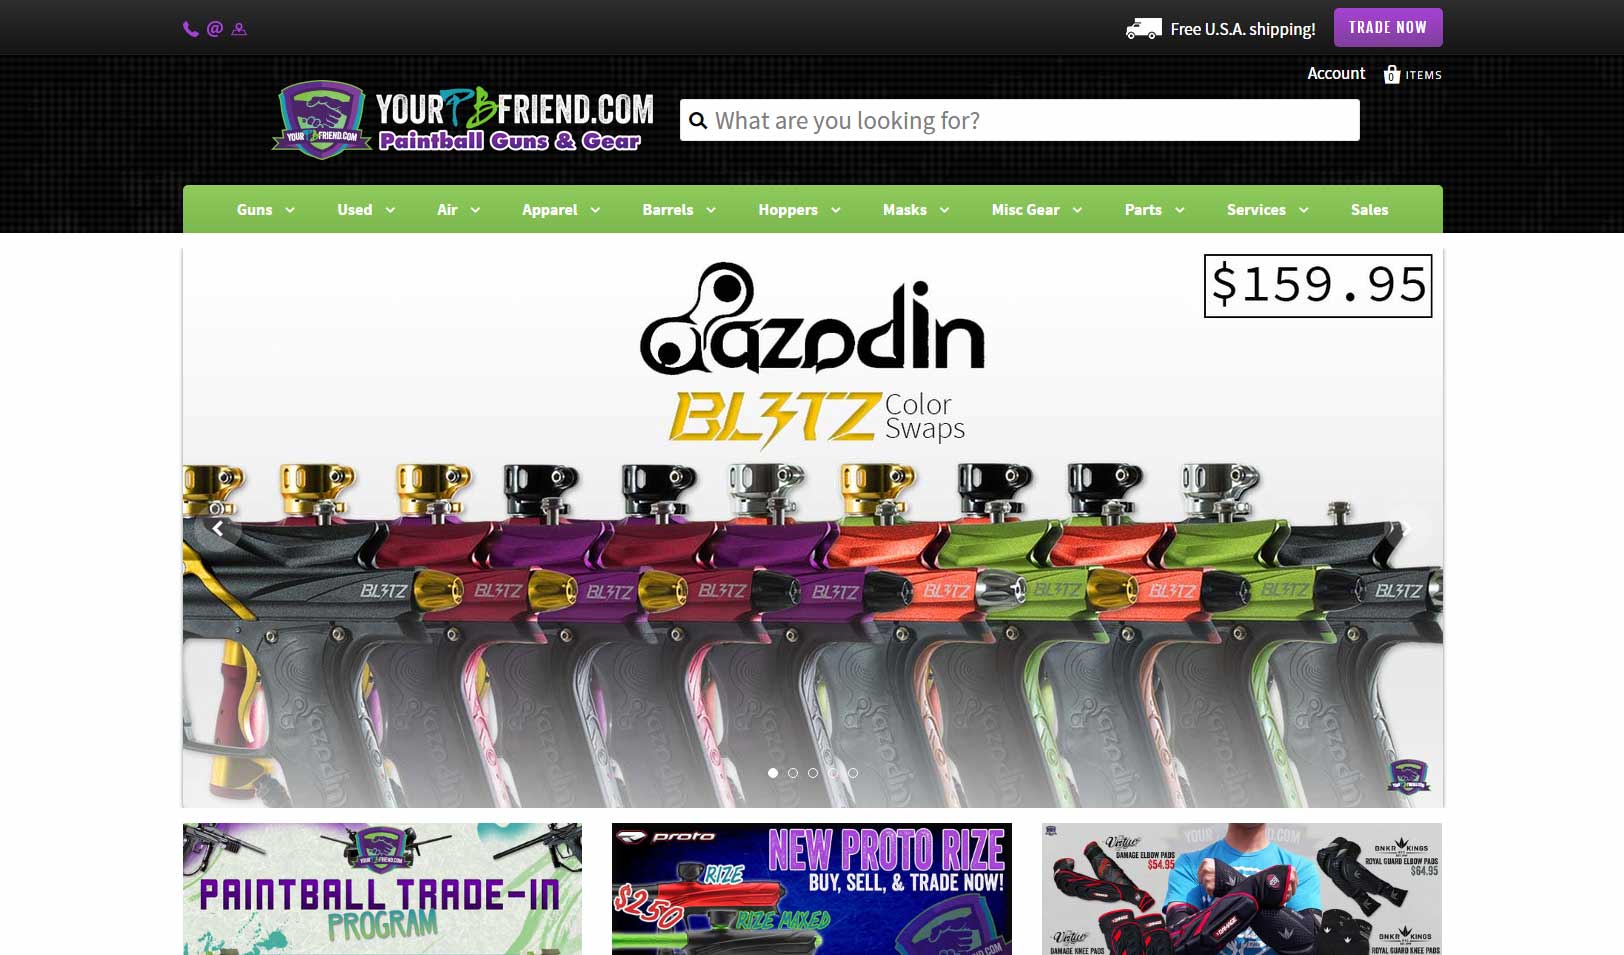 Free U.S.A. shipping!
TRADE NOW
Account
0 ITEMS
YOURPBFRIEND.COM
Paintball Guns & Gear
YOURPBFRIEND.COM
What are you looking for?
Guns
Used
Air
Apparel
Barrels
Hoppers
Masks
Misc Gear
Parts
Services
Sales
$159.95
azodin
BL3TZ Color
Swaps
BL3TZ BL3TZ BL3TZ BL3TZ BL3TZ BL3TZ BL3TZ BL3TZ BL3TZ BL3TZ
YOURPBFRIEND.COM
PAINTBALL TRADE-IN
PROGRAM
proto
NEW PROTO RIZE
BUY, SELL, & TRADE NOW!
RIZE
$250
RIZE MAXED
Virtue
DAMAGE ELBOW PADS
$54.95
BNKR KINGS
ROYAL GUARD ELBOW PADS
$64.95
Virtue
DAMAGE KNEE PADS
BNKR KINGS
ROYAL GUARD KNEE PADS